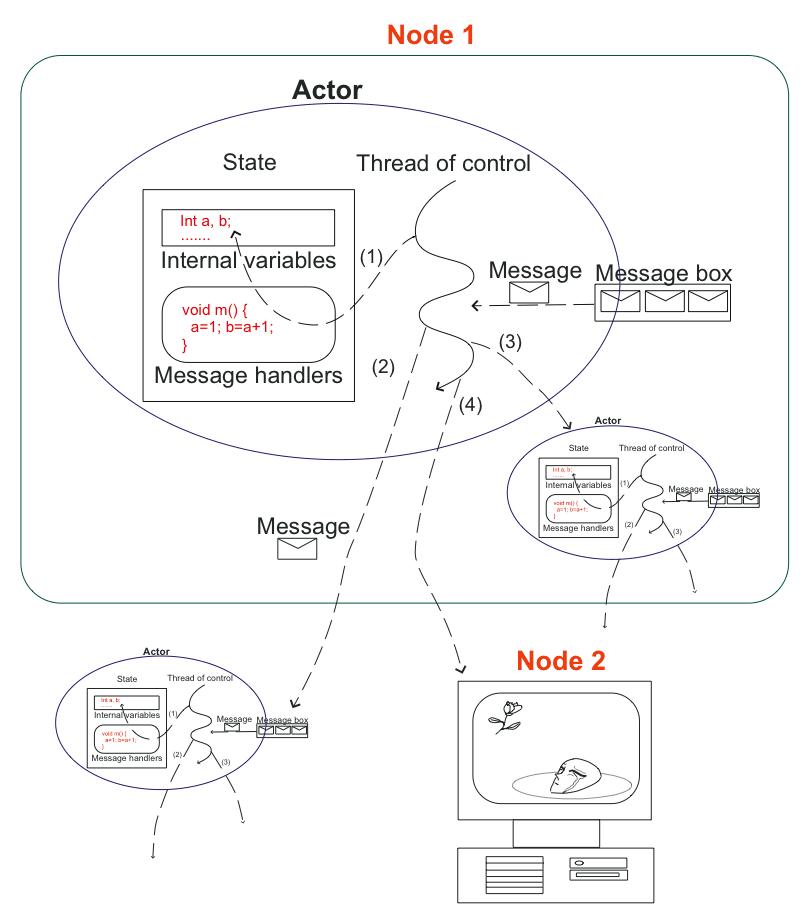 Node 1
Actor
State
Thread of control
Int a, b;
.......
Internal variables
(1)
Message
Message box
void m() {
a=1; b=a+1;
}
Message handlers
(2)
(3)
(4)
Message
Actor
State
Thread of control
Int a, b;
......
Internal variables
(1)
Message
Message box
void m() {
a=1; b=a+1;
}
Message handlers
(2)
(3)
Node 2
Actor
State
Thread of control
Int a, b;
Internal variables
(1)
Message
Message box
void m() {
a=1; b=a+1;
}
Message handlers
(2)
(3)